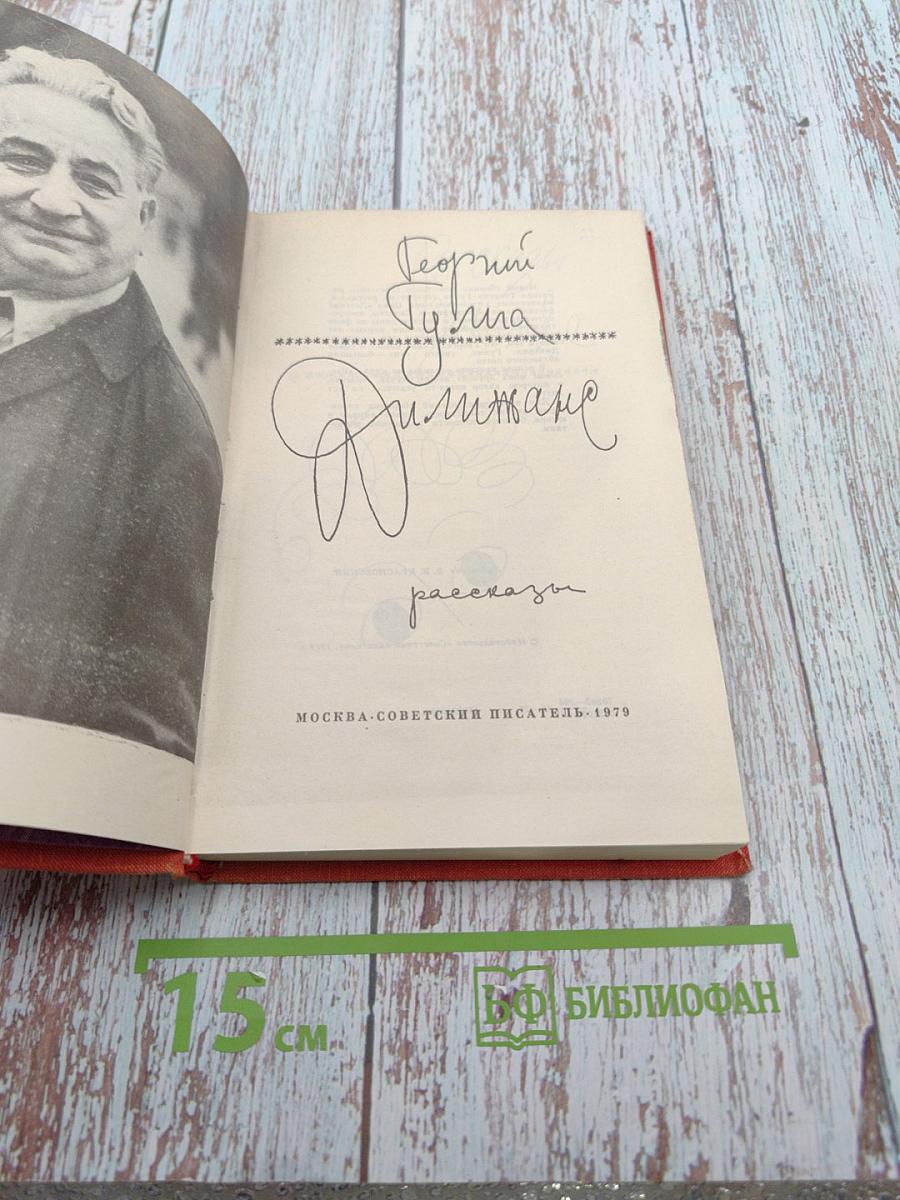 Георгий
Гулиа
Дилижанс
рассказы
МОСКВА·СОВЕТСКИЙ ПИСАТЕЛЬ·1979
15 см
БФ БИБЛИОФАН